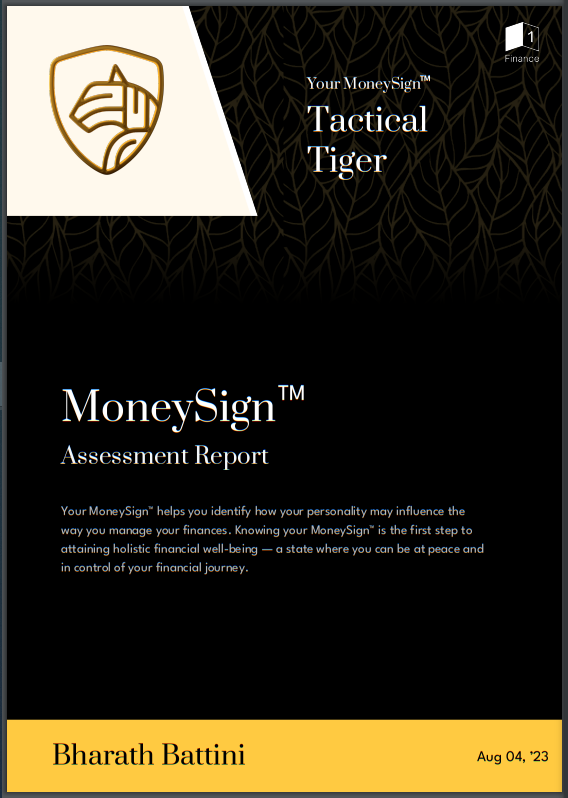 1
Finance
Your MoneySign™
Tactical
Tiger
MoneySign™
Assessment Report
Your MoneySign™ helps you identify how your personality may influence the
way you manage your finances. Knowing your MoneySign™ is the first step to
attaining holistic financial well-being — a state where you can be at peace and
in control of your financial journey.
Bharath Battini
Aug 04, '23